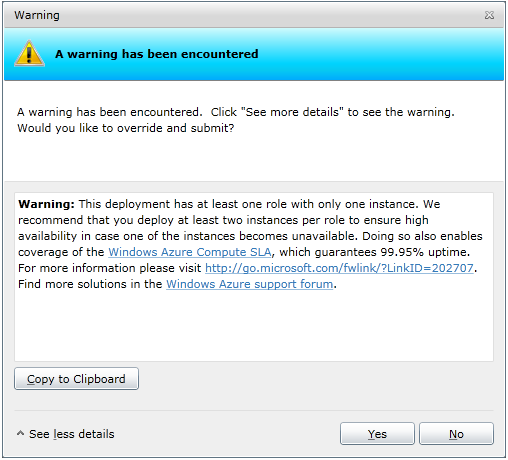 Warning
A warning has been encountered
A warning has been encountered.  Click "See more details" to see the warning.
Would you like to override and submit?
Warning: This deployment has at least one role with only one instance. We
recommend that you deploy at least two instances per role to ensure high
availability in case one of the instances becomes unavailable. Doing so also enables
coverage of the Windows Azure Compute SLA, which guarantees 99.95% uptime.
For more information please visit http://go.microsoft.com/fwlink/?LinkID=202707.
Find more solutions in the Windows Azure support forum.
Copy to Clipboard
See less details
Yes
No